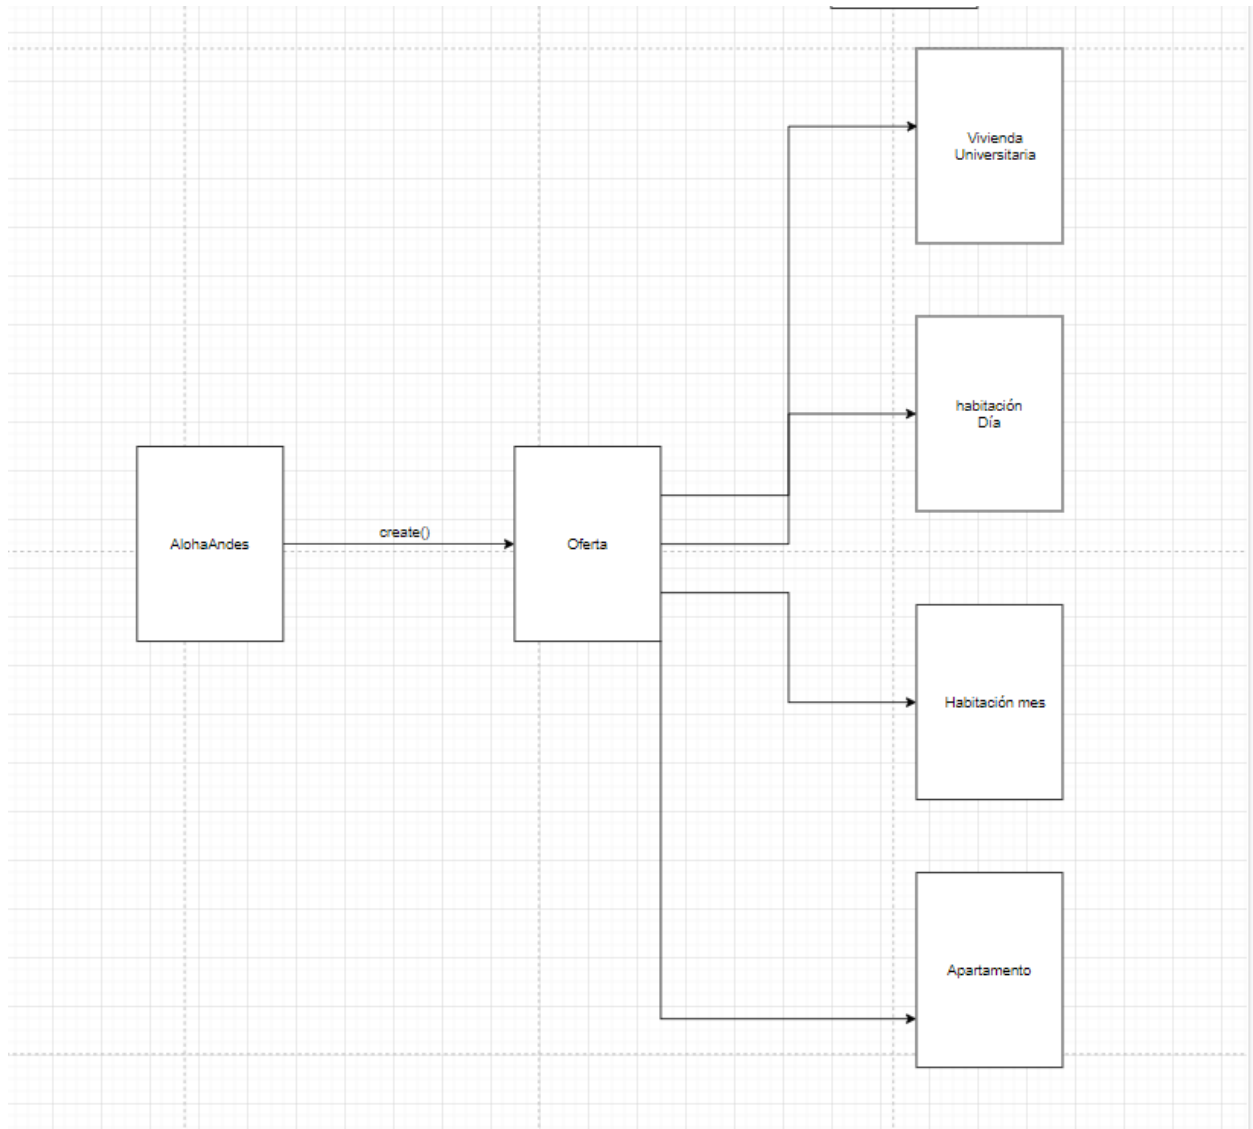 Vivienda
Universitaria
habitación
Día
AlohaAndes
create()
Oferta
Habitación mes
Apartamento